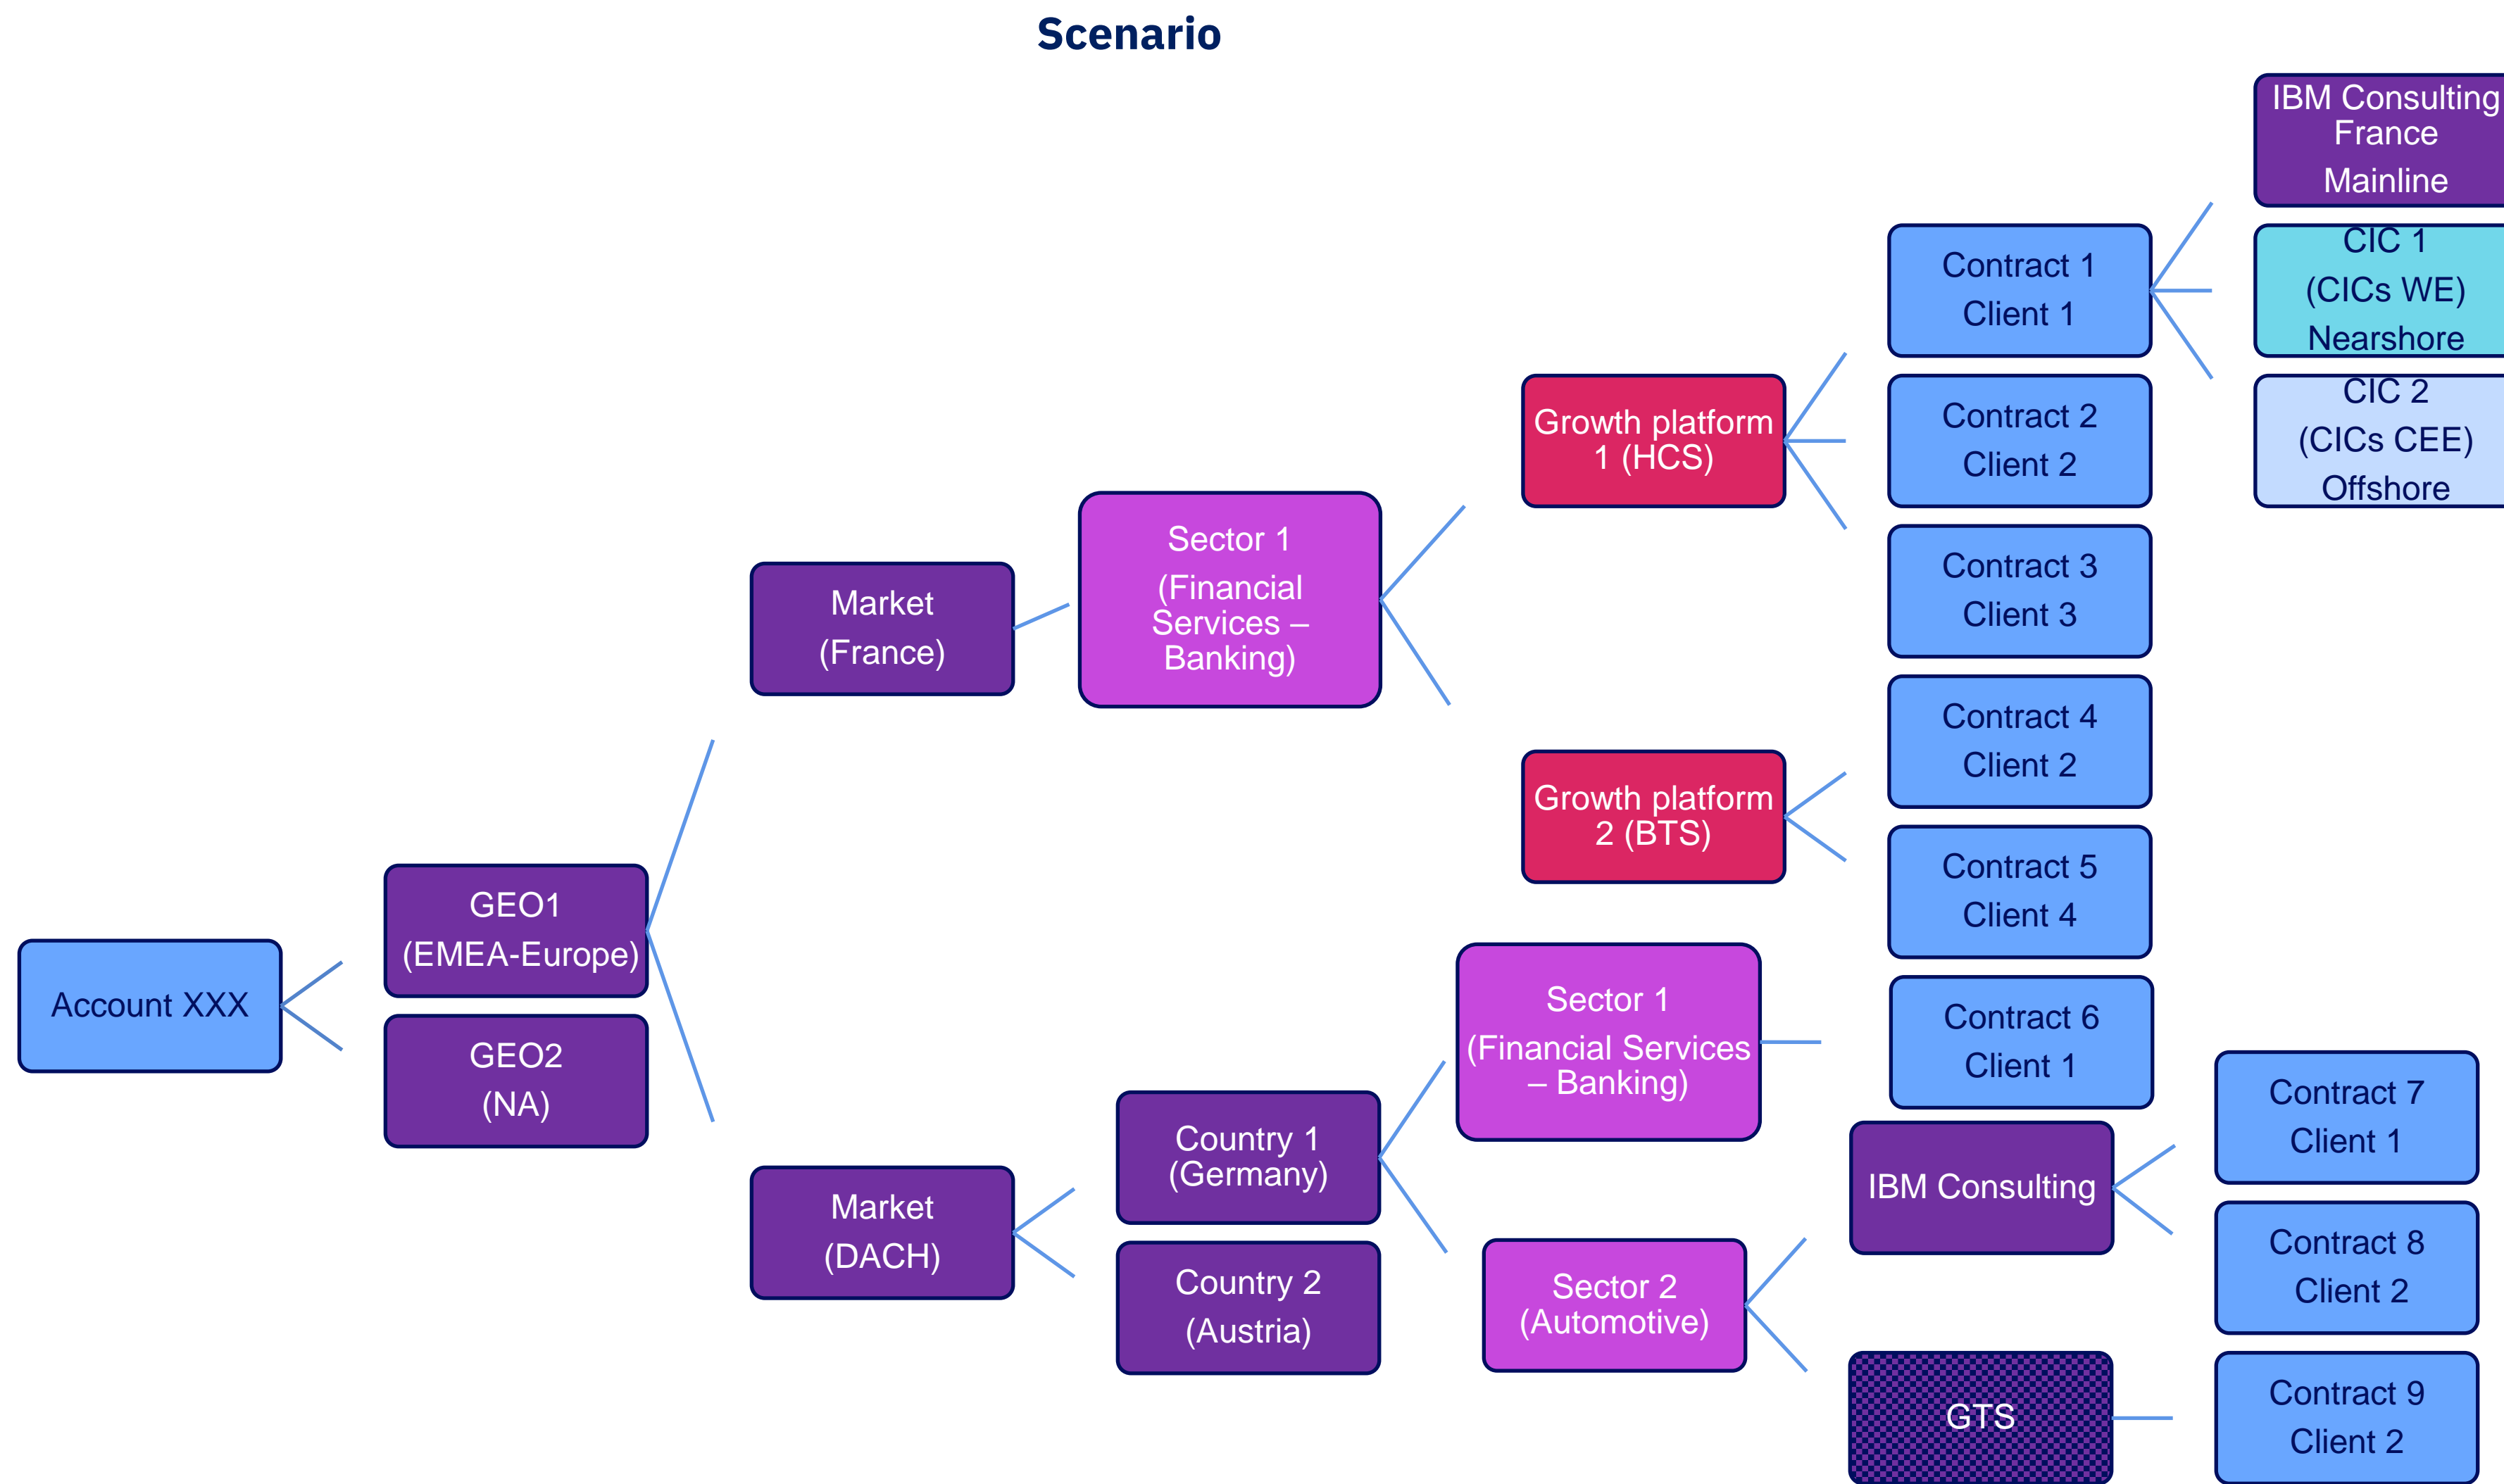 Scenario
IBM Consulting
France
Mainline
CIC 1
(CICs WE)
Nearshore
CIC 2
(CICs CEE)
Offshore
Contract 1
Client 1
Contract 2
Client 2
Contract 3
Client 3
Growth platform
1 (HCS)
Sector 1
(Financial
Services –
Banking)
Market
(France)
Contract 4
Client 2
Growth platform
2 (BTS)
Contract 5
Client 4
GEO1
(EMEA-Europe)
Account XXX
GEO2
(NA)
Sector 1
(Financial Services
– Banking)
Contract 6
Client 1
Country 1
(Germany)
Market
(DACH)
Country 2
(Austria)
Sector 2
(Automotive)
IBM Consulting
Contract 7
Client 1
Contract 8
Client 2
GTS
Contract 9
Client 2